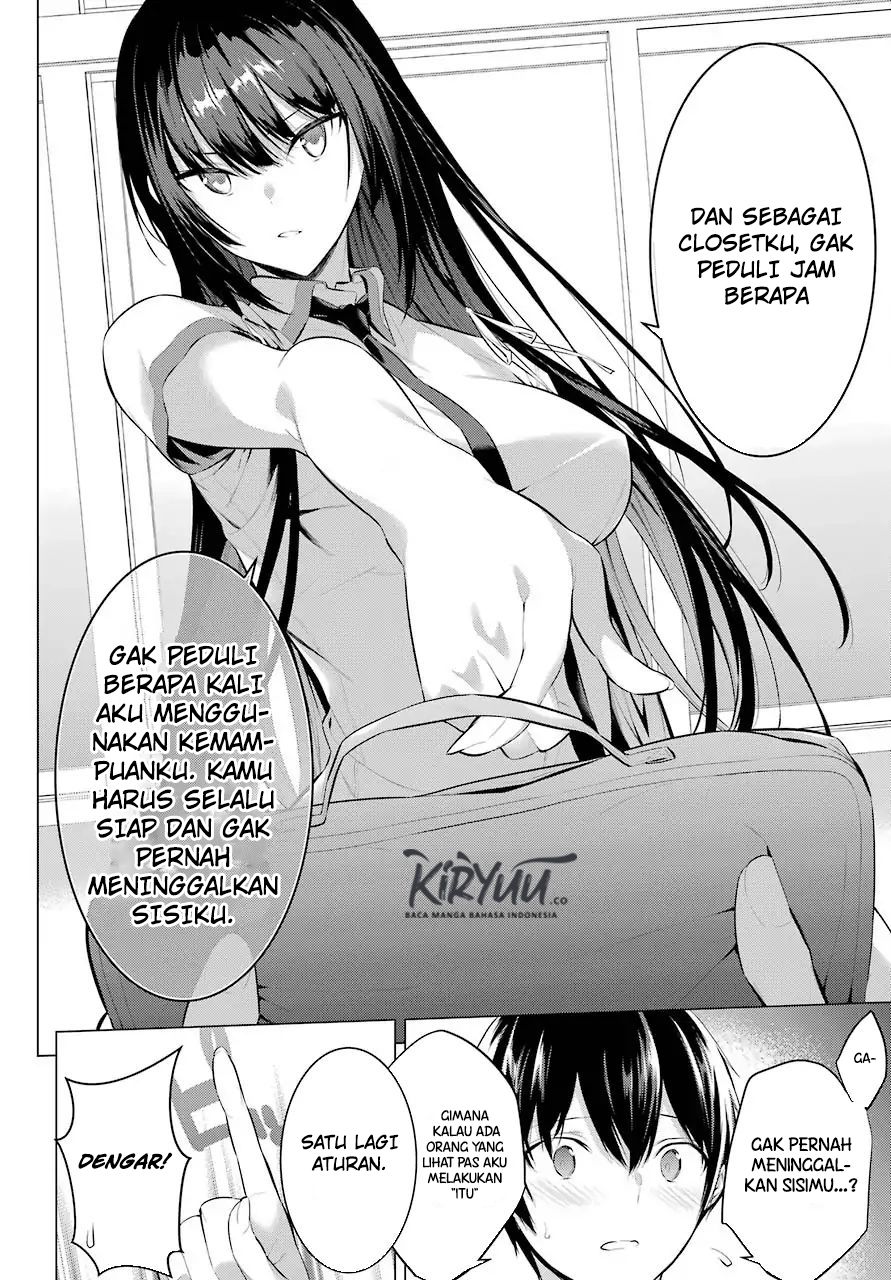 DAN SEBAGAI
CLOSETKU, GAK
PEDULI JAM
BERAPA
GAK PEDULI
BERAPA KALI
AKU MENGGU-
NAKAN KEMAM-
PUANKU. KAMU
HARUS SELALU
SIAP DAN GAK
PERNAH
MENINGGALKAN
SISIKU.
KIRYUU.CO
BACA MANGA BAHASA INDONESIA
GA-
GAK PERNAH
MENINGGAL-
KAN SISIMU...?
GIMANA
KALAU ADA
ORANG YANG
LIHAT PAS AKU
MELAKUKAN
"ITU"
SATU LAGI
ATURAN.
DENGAR!